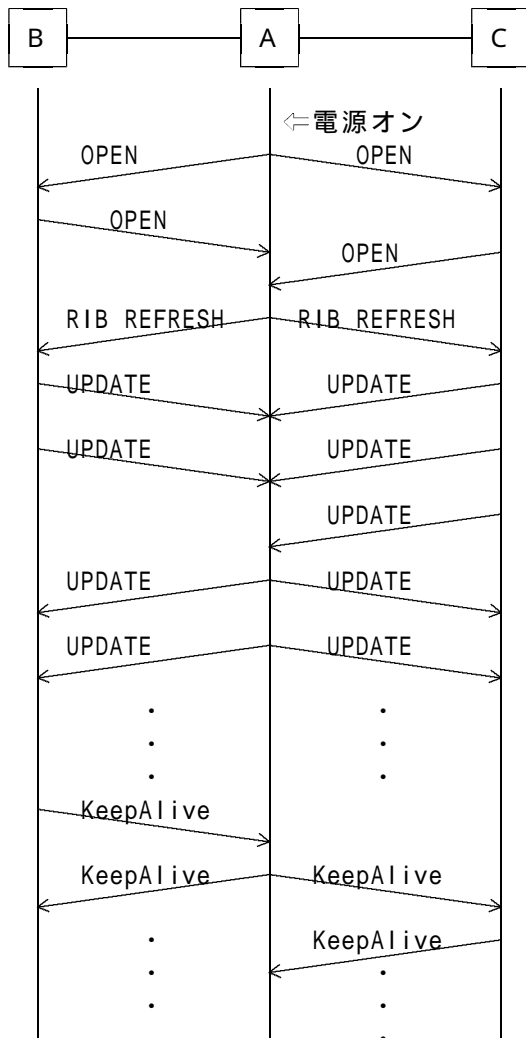 B A C
⇐電源オン
OPEN OPEN
OPEN
OPEN
RIB REFRESH RIB REFRESH
UPDATE UPDATE
UPDATE UPDATE
UPDATE
UPDATE UPDATE
UPDATE UPDATE
KeepAlive
KeepAlive KeepAlive
KeepAlive